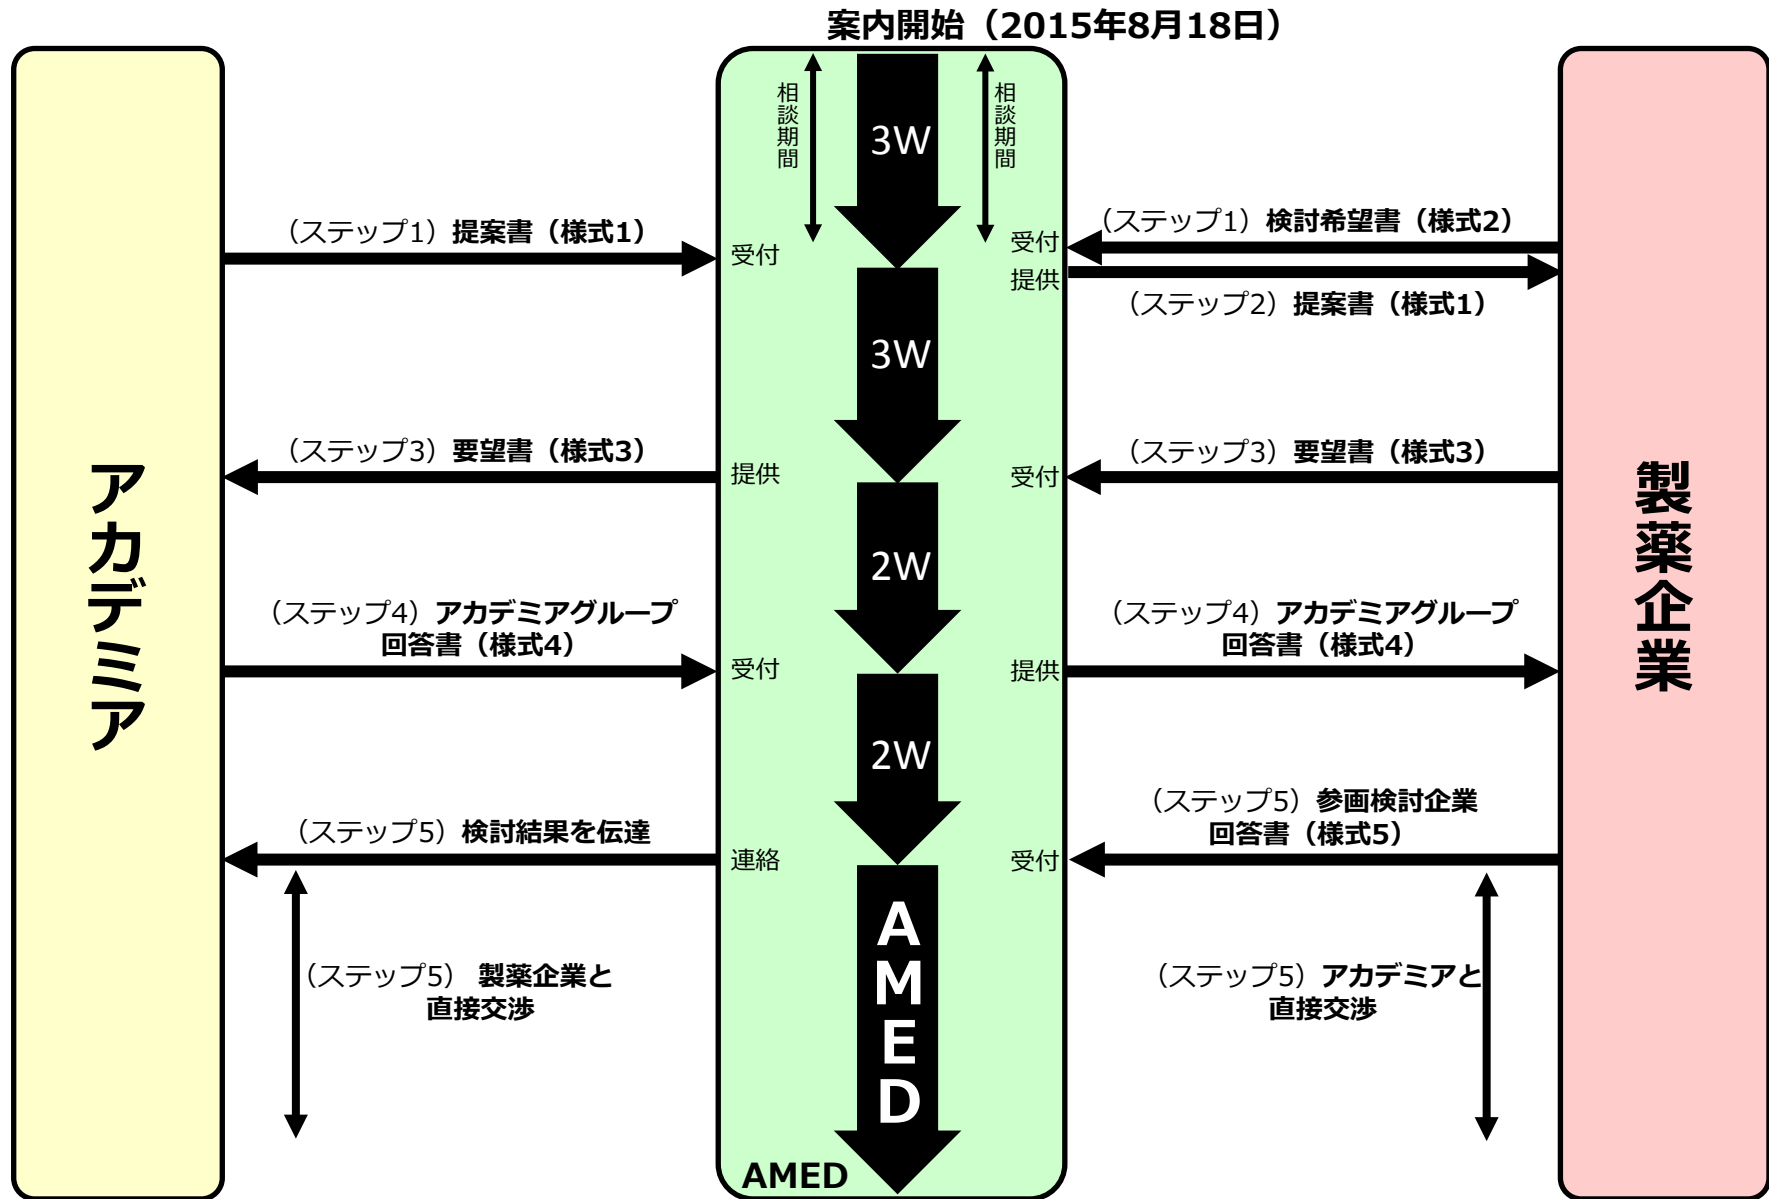 案内開始（2015年8月18日）
相談期間
3W
相談期間
（ステップ1）提案書（様式1）
受付
（ステップ1）検討希望書（様式2）
受付
提供
（ステップ2）提案書（様式1）
3W
（ステップ3）要望書（様式3）
提供
受付
（ステップ3）要望書（様式3）
アカデミア
製薬企業
2W
（ステップ4）アカデミアグループ
回答書（様式4）
受付
提供
（ステップ4）アカデミアグループ
回答書（様式4）
2W
（ステップ5）検討結果を伝達
連絡
受付
（ステップ5）参画検討企業
回答書（様式5）
AMED
（ステップ5） 製薬企業と
直接交渉
（ステップ5）アカデミアと
直接交渉
AMED